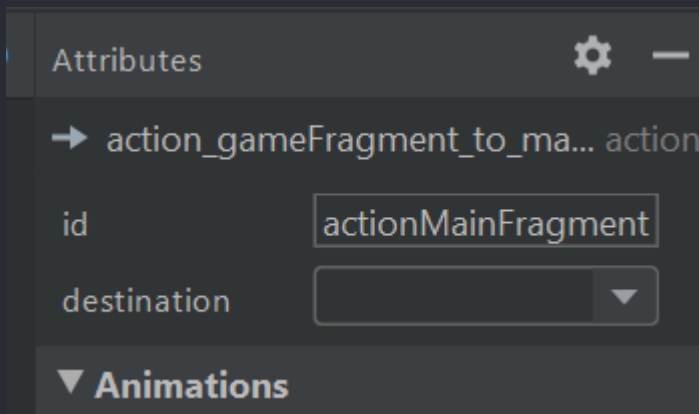 Attributes
action_gameFragment_to_ma... action
id actionMainFragment
destination
Animations